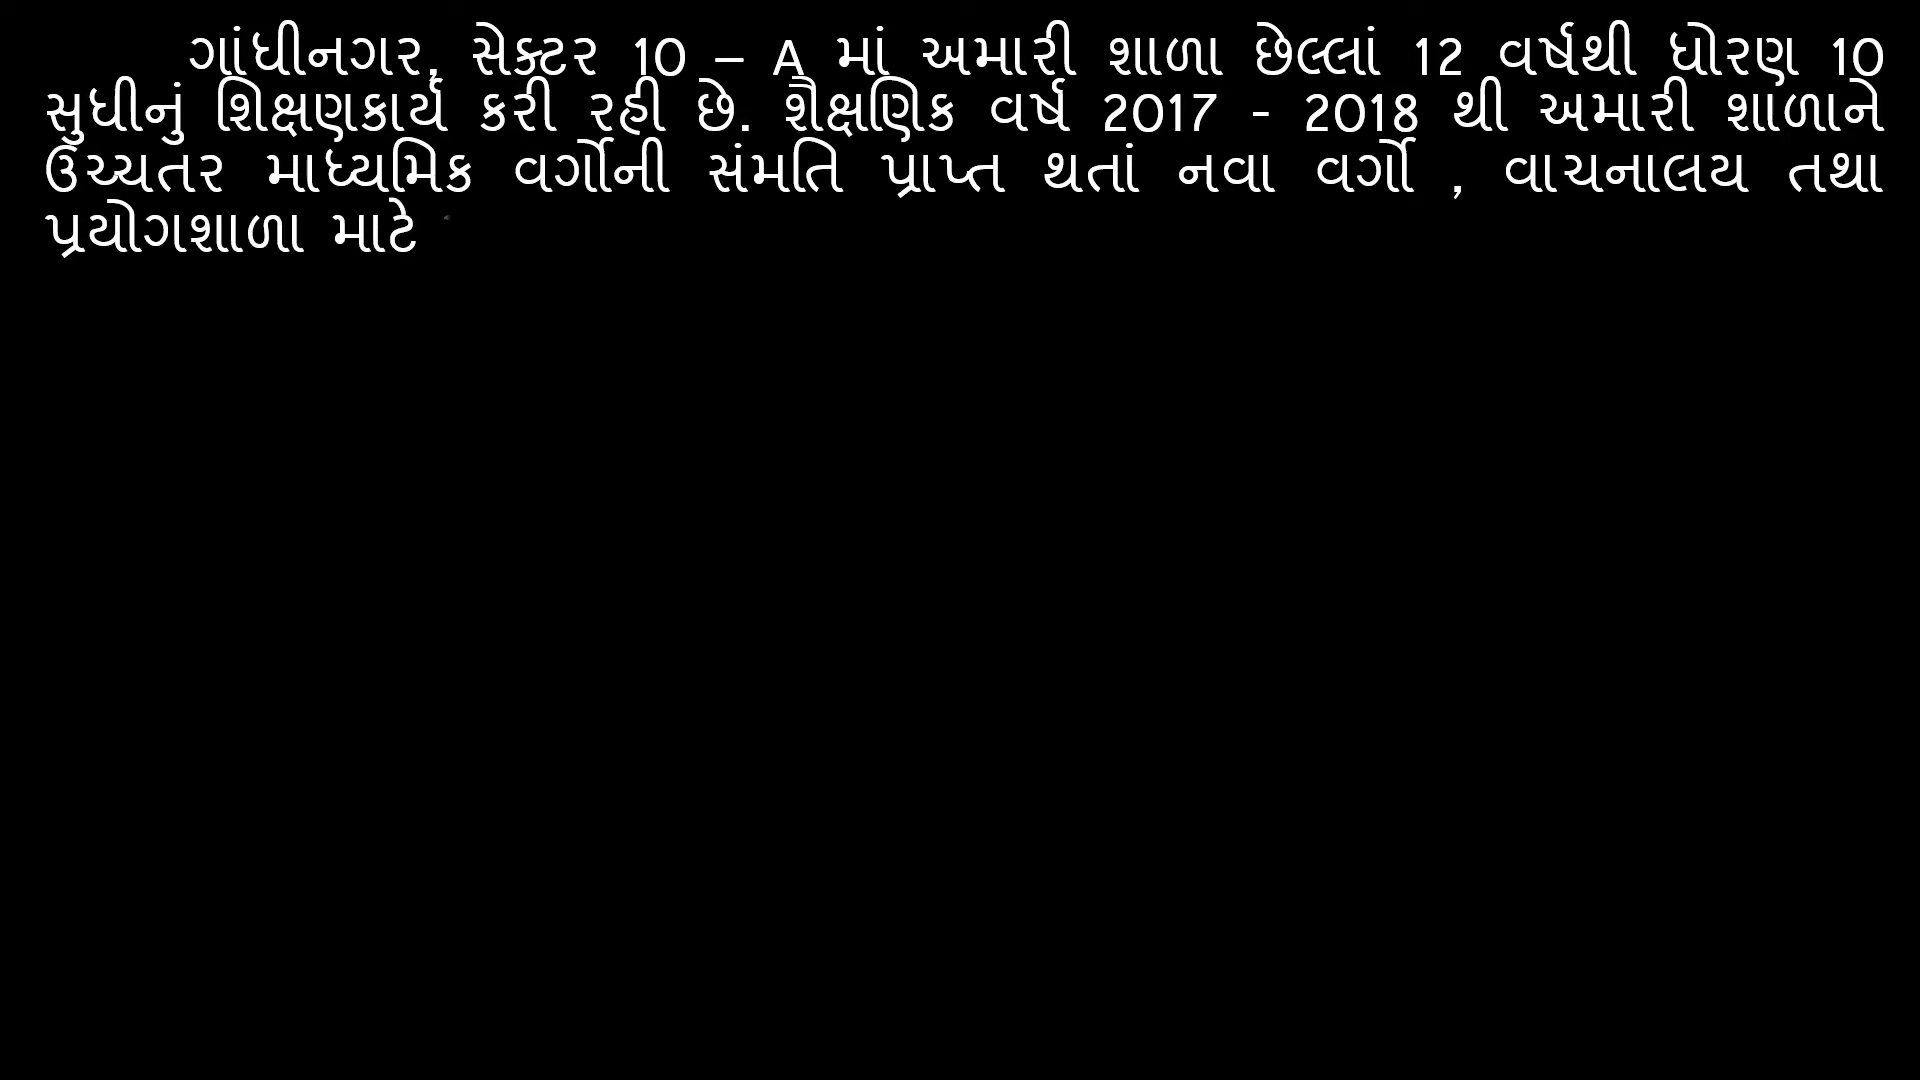 ગાંધીનગર, સેક્ટર 10 – A માં અમારી શાળા છેલ્લાં 12 વર્ષથી ધોરણ 10
સુધીનું શિક્ષણકાર્ય કરી રહી છે. શૈક્ષણિક વર્ષ 2017 - 2018 થી અમારી શાળાને
ઉચ્ચતર માધ્યમિક વર્ગોની સંમતિ પ્રાપ્ત થતાં નવા વર્ગો , વાચનાલય તથા
પ્રયોગશાળા માટે